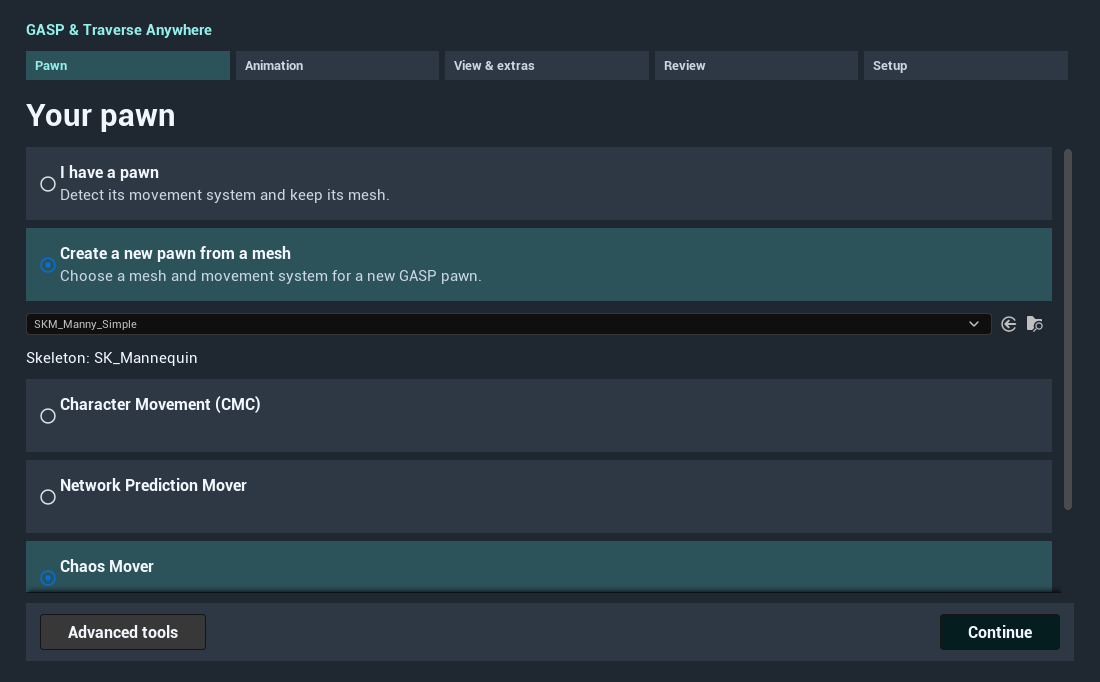 GASP & Traverse Anywhere
Pawn
Animation
View & extras
Review
Setup
Your pawn
I have a pawn
Detect its movement system and keep its mesh.
Create a new pawn from a mesh
Choose a mesh and movement system for a new GASP pawn.
SKM_Manny_Simple
Skeleton: SK_Mannequin
Character Movement (CMC)
Network Prediction Mover
Chaos Mover
Advanced tools
Continue